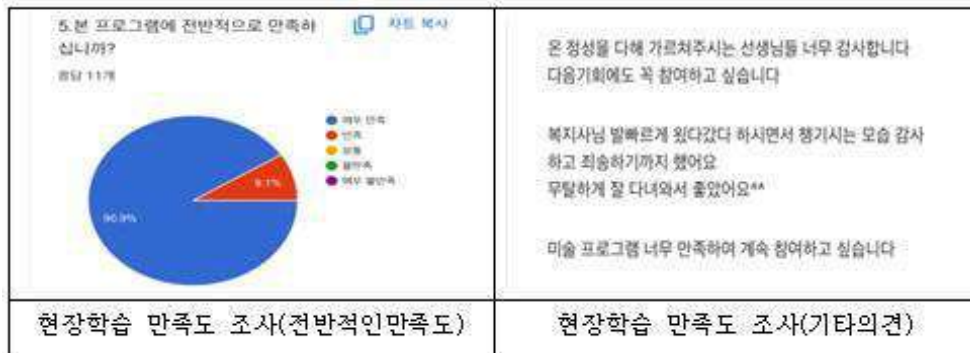 5.본 프로그램에 전반적으로 만족하
십니까?
차트 복사
응답 11개
매우 만족
만족
보통
불만족
매우 불만족
9.1%
90.9%
온 정성을 다해 가르쳐주시는 선생님들 너무 감사합니다
다음기회에도 꼭 참여하고 싶습니다
복지사님 발빠르게 왔다갔다 하시면서 챙기시는 모습 감사
하고 죄송하기까지 했어요
무탈하게 잘 다녀와서 좋았어요^^
미술 프로그램 너무 만족하여 계속 참여하고 싶습니다
현장학습 만족도 조사(전반적인만족도)
현장학습 만족도 조사(기타의견)